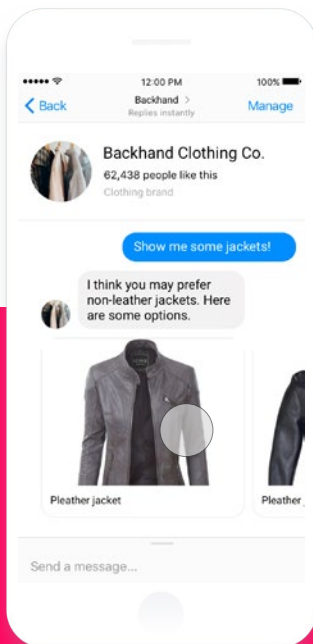 12:00 PM
100%
Back
Backhand >
Manage
Replies instantly
Backhand Clothing Co.
62,438 people like this
Clothing brand
Show me some jackets!
I think you may prefer
non-leather jackets. Here
are some options.
Pleather jacket
Pleather
Send a message...